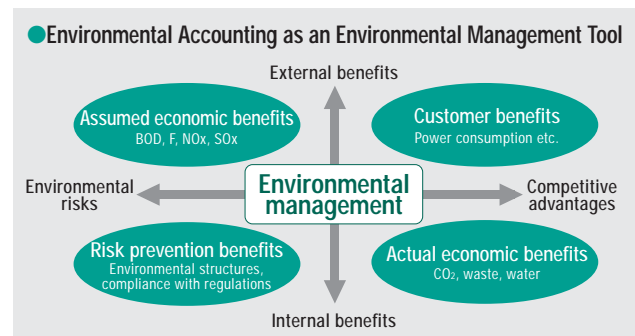 ●Environmental Accounting as an Environmental Management Tool
External benefits
Assumed economic benefits
BOD, F, NOx, SOx
Customer benefits
Power consumption etc.
Environmental
risks
Environmental
management
Competitive
advantages
Risk prevention benefits
Environmental structures,
compliance with regulations
Actual economic benefits
CO₂, waste, water
Internal benefits